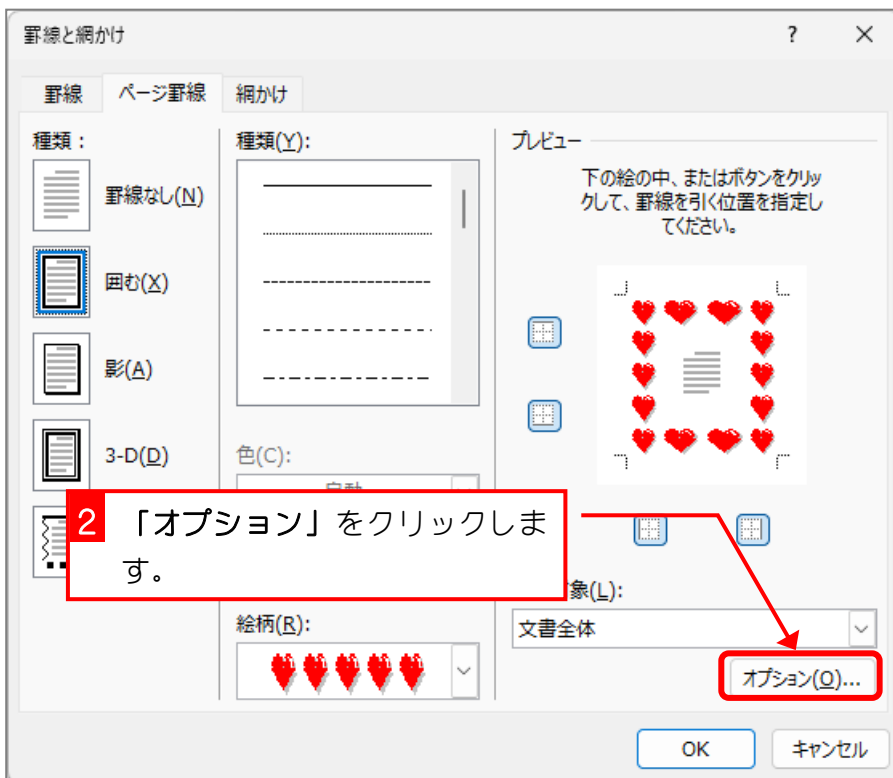 罫線と網かけ ? ×
罫線 ページ罫線 網かけ
種類:
罫線なし(N)
囲む(X)
影(A)
3-D(D)
種類(Y):
色(C):
絵柄(R):
プレビュー
下の絵の中、またはボタンをクリッ
クして、罫線を引く位置を指定し
てください。
2 「オプション」をクリックしま
す。
象(L):
文書全体
オプション(O)...
OK キャンセル